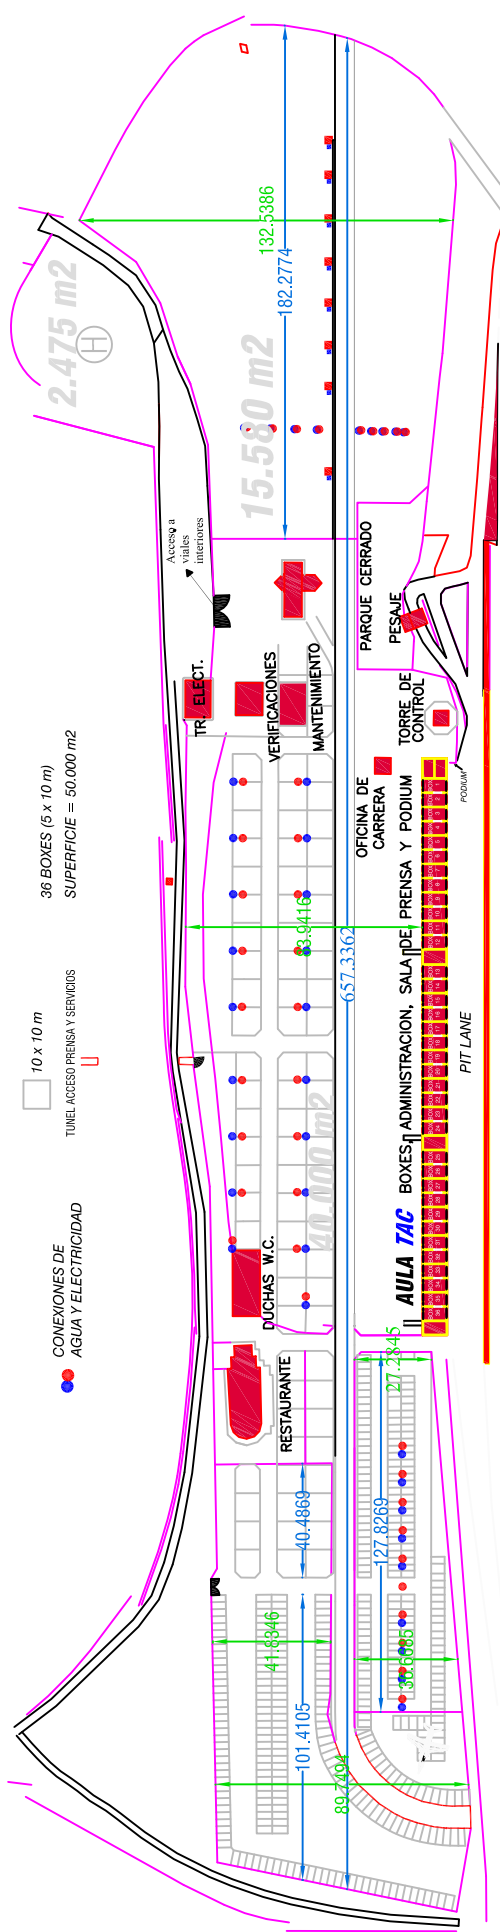 132.5386
182.2774
2.475 m2
H
15.580 m2
Acceso a
viales
interiores
PARQUE CERRADO
PESAJE
TR. ELECT.
VERIFICACIONES
MANTENIMIENTO
TORRE DE
CONTROL
36 BOXES (5 x 10 m)
SUPERFICIE = 50.000 m2
OFICINA DE
CARRERA
PODIUM
657.3362
10 x 10 m
TUNEL ACCESO PRENSA Y SERVICIOS
40.000 m2
AULA TAC BOXES, ADMINISTRACION, SALA DE PRENSA Y PODIUM
PIT LANE
CONEXIONES DE
AGUA Y ELECTRICIDAD
DUCHAS W.C.
RESTAURANTE
27.2845
40.4869
127.8269
41.8346
101.4105
89.7494